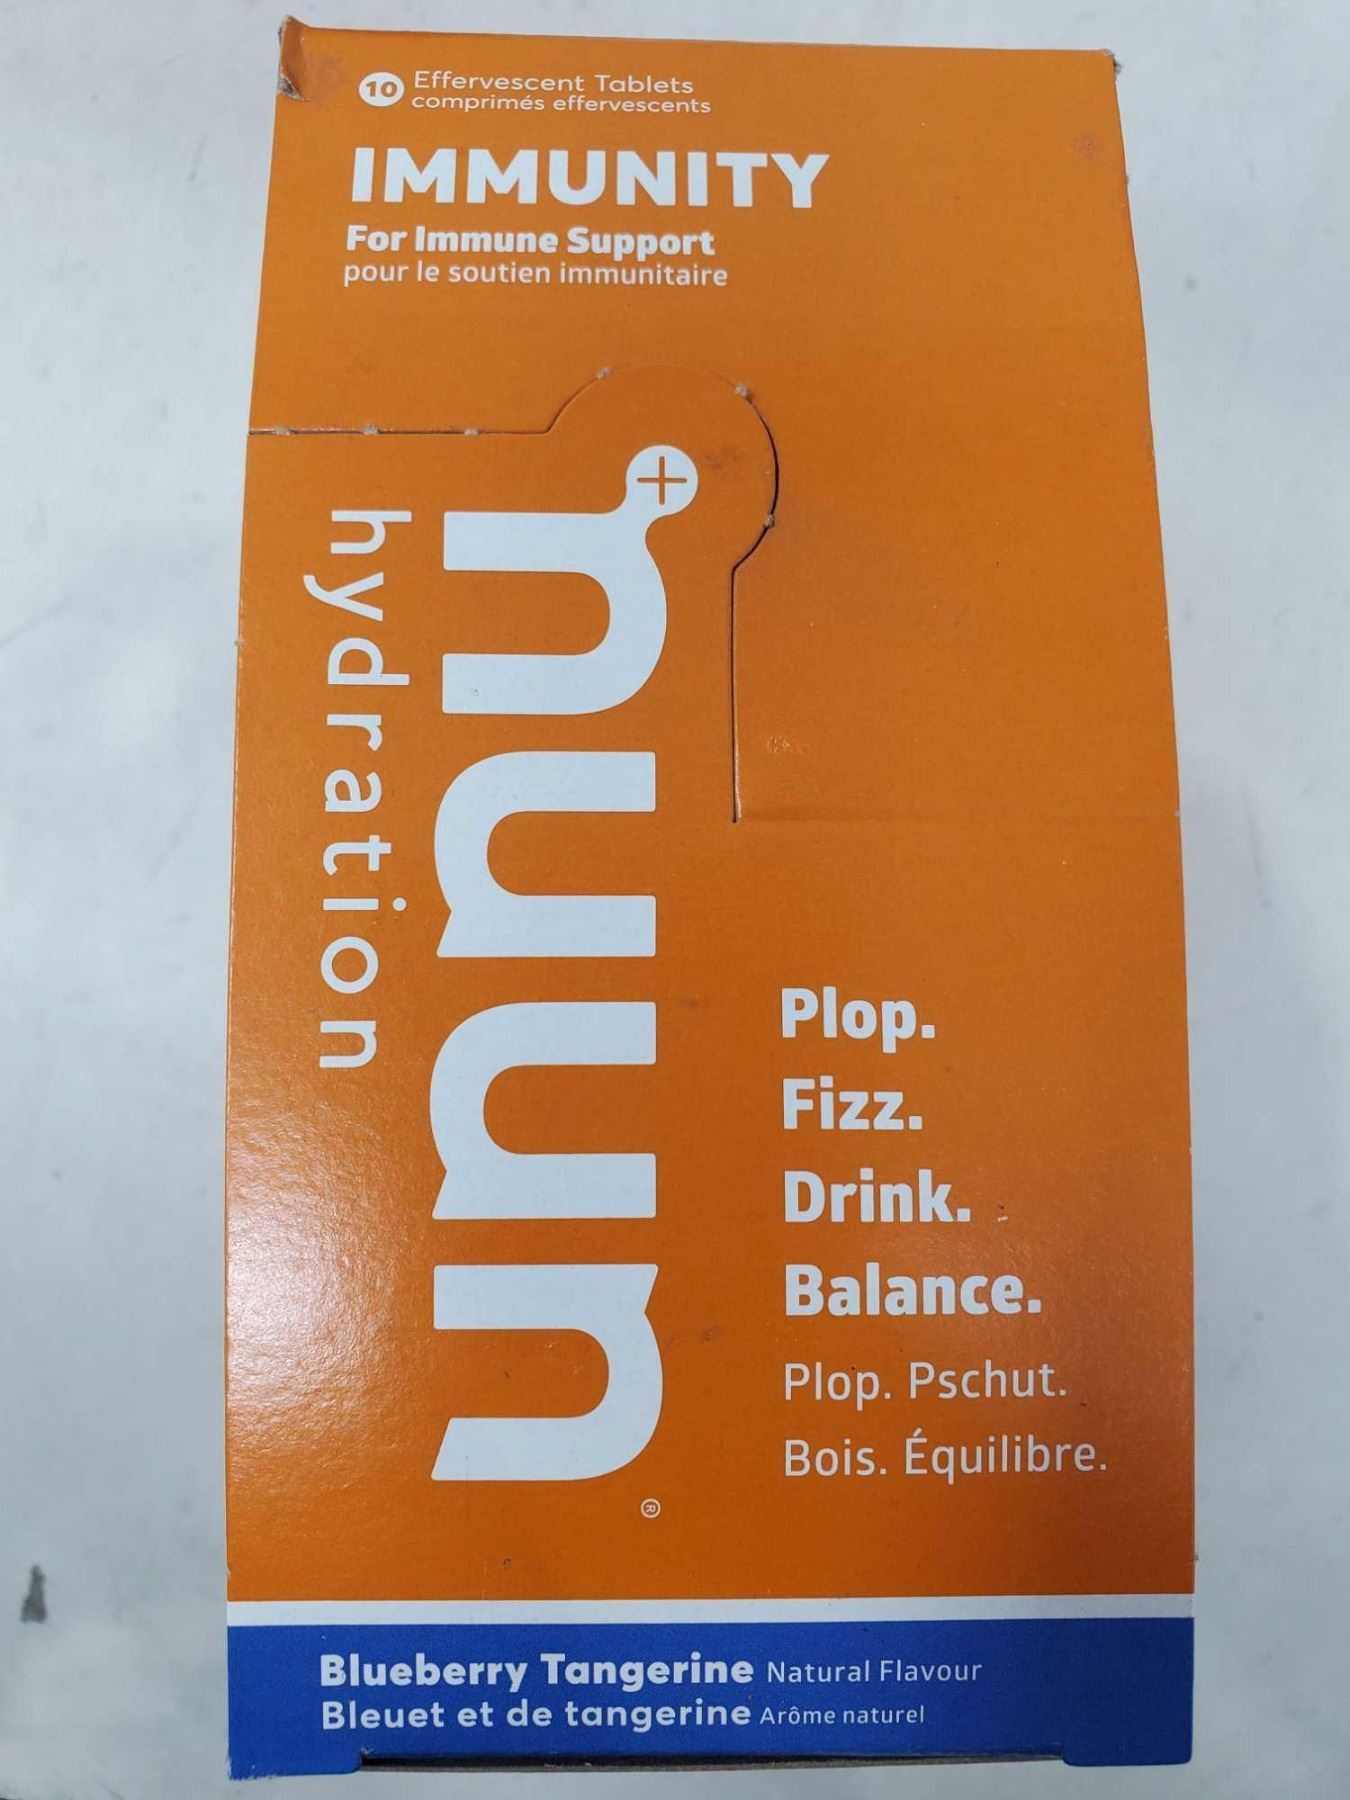 10 Effervescent Tablets
comprimés effervescents
IMMUNITY
For Immune Support
pour le soutien immunitaire
nuun+®
hydration
Plop.
Fizz.
Drink.
Balance.
Plop. Pschut.
Bois. Équilibre.
Blueberry Tangerine Natural Flavour
Bleuet et de tangerine Arôme naturel